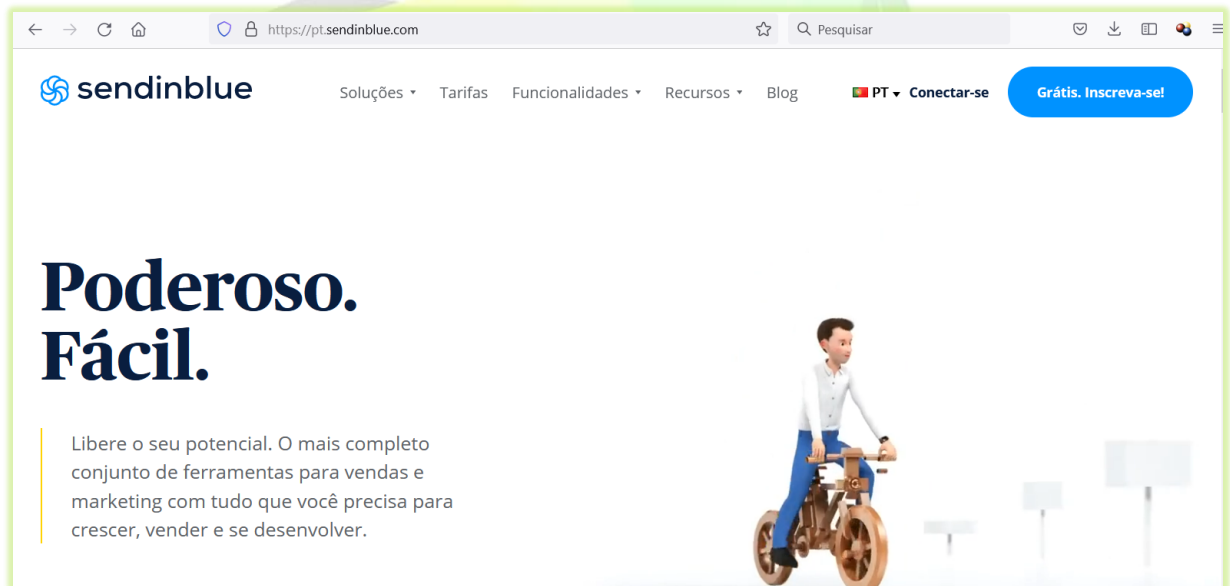 https://pt.sendinblue.com
Pesquisar
sendinblue
Soluções
Tarifas
Funcionalidades
Recursos
Blog
PT
Conectar-se
Grátis. Inscreva-se!
Poderoso.
Fácil.
Libere o seu potencial. O mais completo
conjunto de ferramentas para vendas e
marketing com tudo que você precisa para
crescer, vender e se desenvolver.